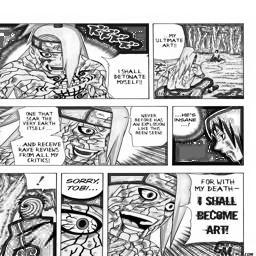 I SHALL
DETONATE
MYSELF!!
MY
ULTIMATE
ART!!
ONE THAT
SCAR THE
VERY EARTH
ITSELF
...AND RECEIVE
RAVE REVIEWS
FROM ALL MY
CRITICS!
NEVER
BEFORE HAS
AN EXPLOSION
LIKE THIS
BEEN SEEN!
...HE'S
INSANE
...!
!
SORRY,
TOBI...
FOR WITH
MY DEATH--
I SHALL
BECOME
ART!